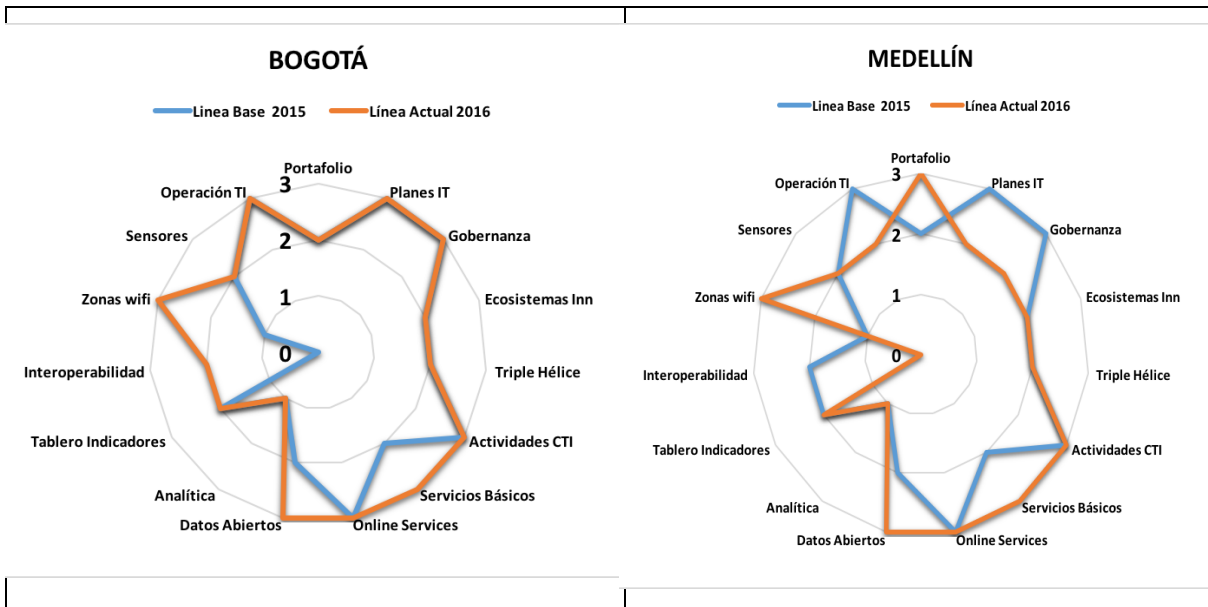 BOGOTÁ
Linea Base 2015
Línea Actual 2016
Portafolio
Planes IT
Gobernanza
Ecosistemas Inn
Triple Hélice
Actividades CTI
Servicios Básicos
Online Services
Datos Abiertos
Analítica
Tablero Indicadores
Interoperabilidad
Zonas wifi
Sensores
Operación TI
3
2
1
0
MEDELLÍN
Linea Base 2015
Línea Actual 2016
Portafolio
Planes IT
Gobernanza
Ecosistemas Inn
Triple Hélice
Actividades CTI
Servicios Básicos
Online Services
Datos Abiertos
Analítica
Tablero Indicadores
Interoperabilidad
Zonas wifi
Sensores
Operación TI
3
2
1
0